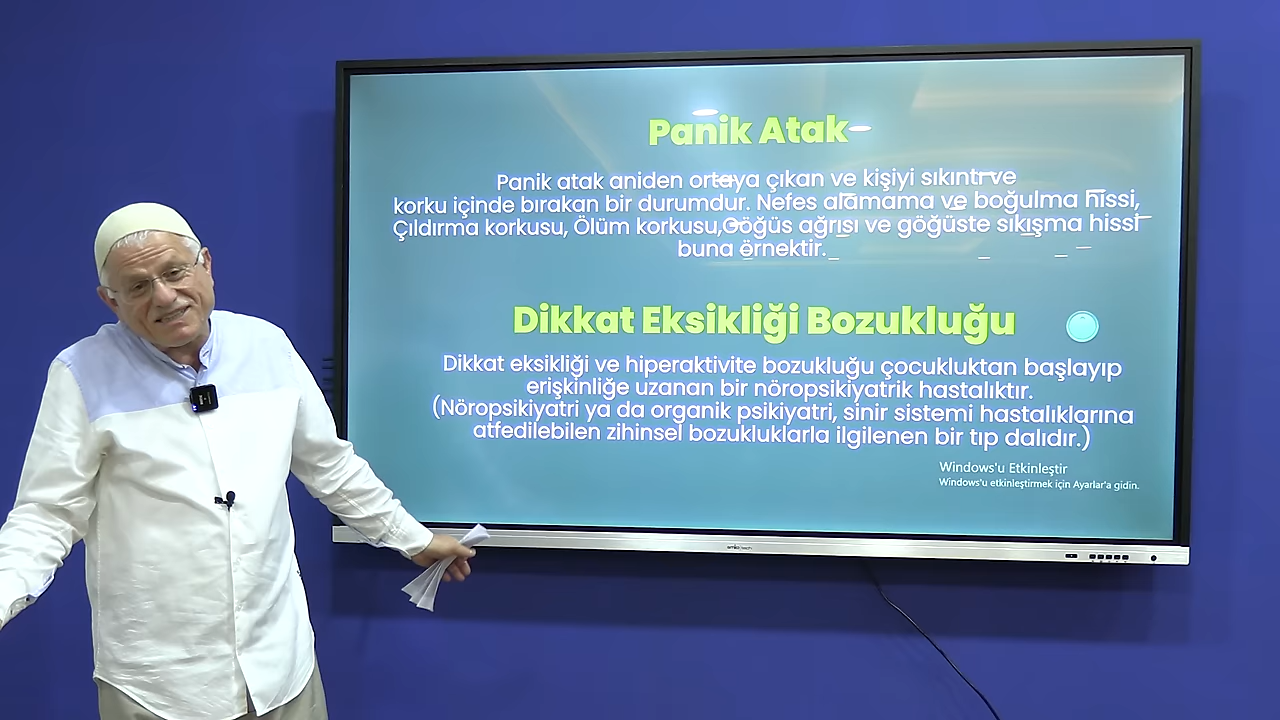 Panik Atak
Panik atak aniden ortaya çıkan ve kişiyi sıkıntı ve
korku içinde bırakan bir durumdur. Nefes alamama ve boğulma hissi,
Çıldırma korkusu, Ölüm korkusu,Göğüs ağrısı ve göğüste sıkışma hissi
buna örnektir.
Dikkat Eksikliği Bozukluğu
Dikkat eksikliği ve hiperaktivite bozukluğu çocukluktan başlayıp
erişkinliğe uzanan bir nöropsikiyatrik hastalıktır.
(Nöropsikiyatri ya da organik psikiyatri, sinir sistemi hastalıklarına
atfedilebilen zihinsel bozukluklarla ilgilenen bir tıp dalıdır.)
Windows'u Etkinleştir
Windows'u etkinleştirmek için Ayarlar'a gidin.